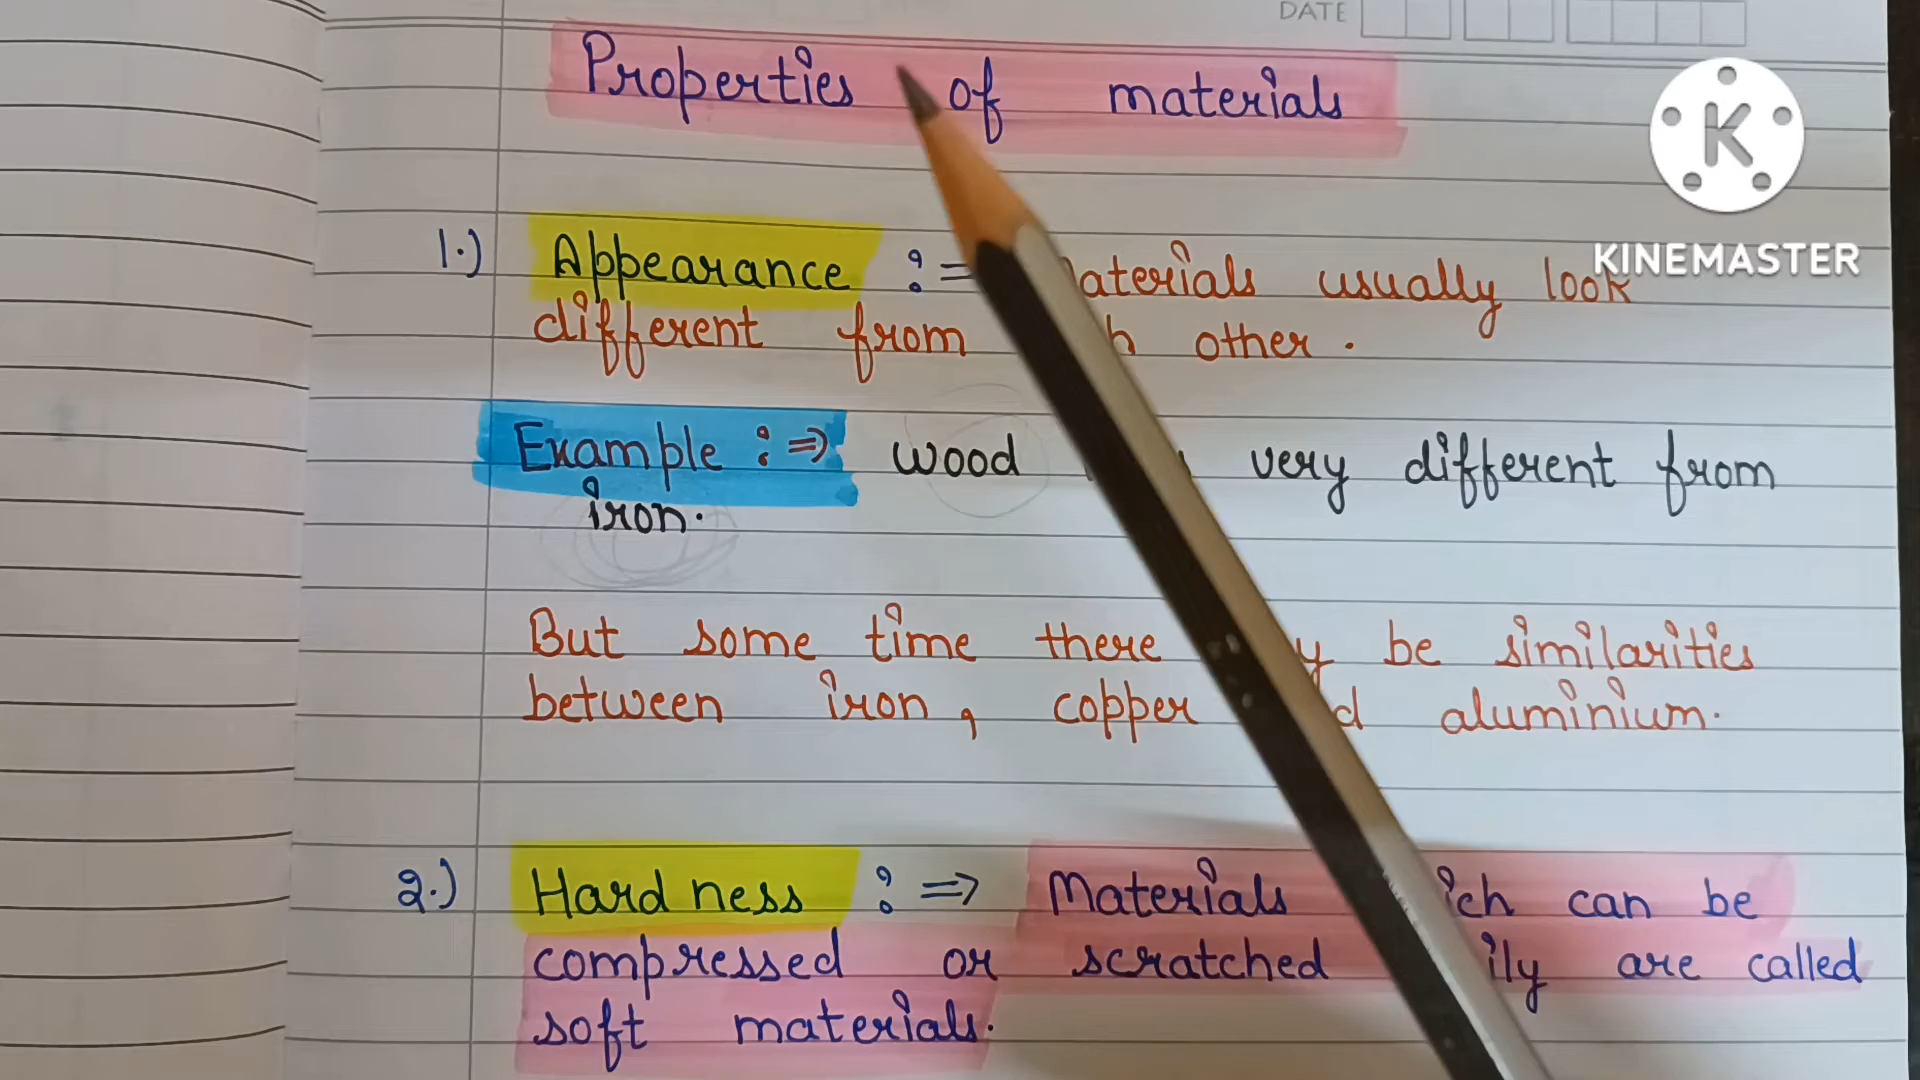 DATE
Properties of materials
KINEMASTER
1.) Appearance := aterials usually look
different from h other.
Example :⇒ wood very different from
iron.
But some time there y be similarities
between iron, copper d aluminium.
2.) Hardness :⇒ Materials ich can be
compressed or scratched ily are called
soft materials.